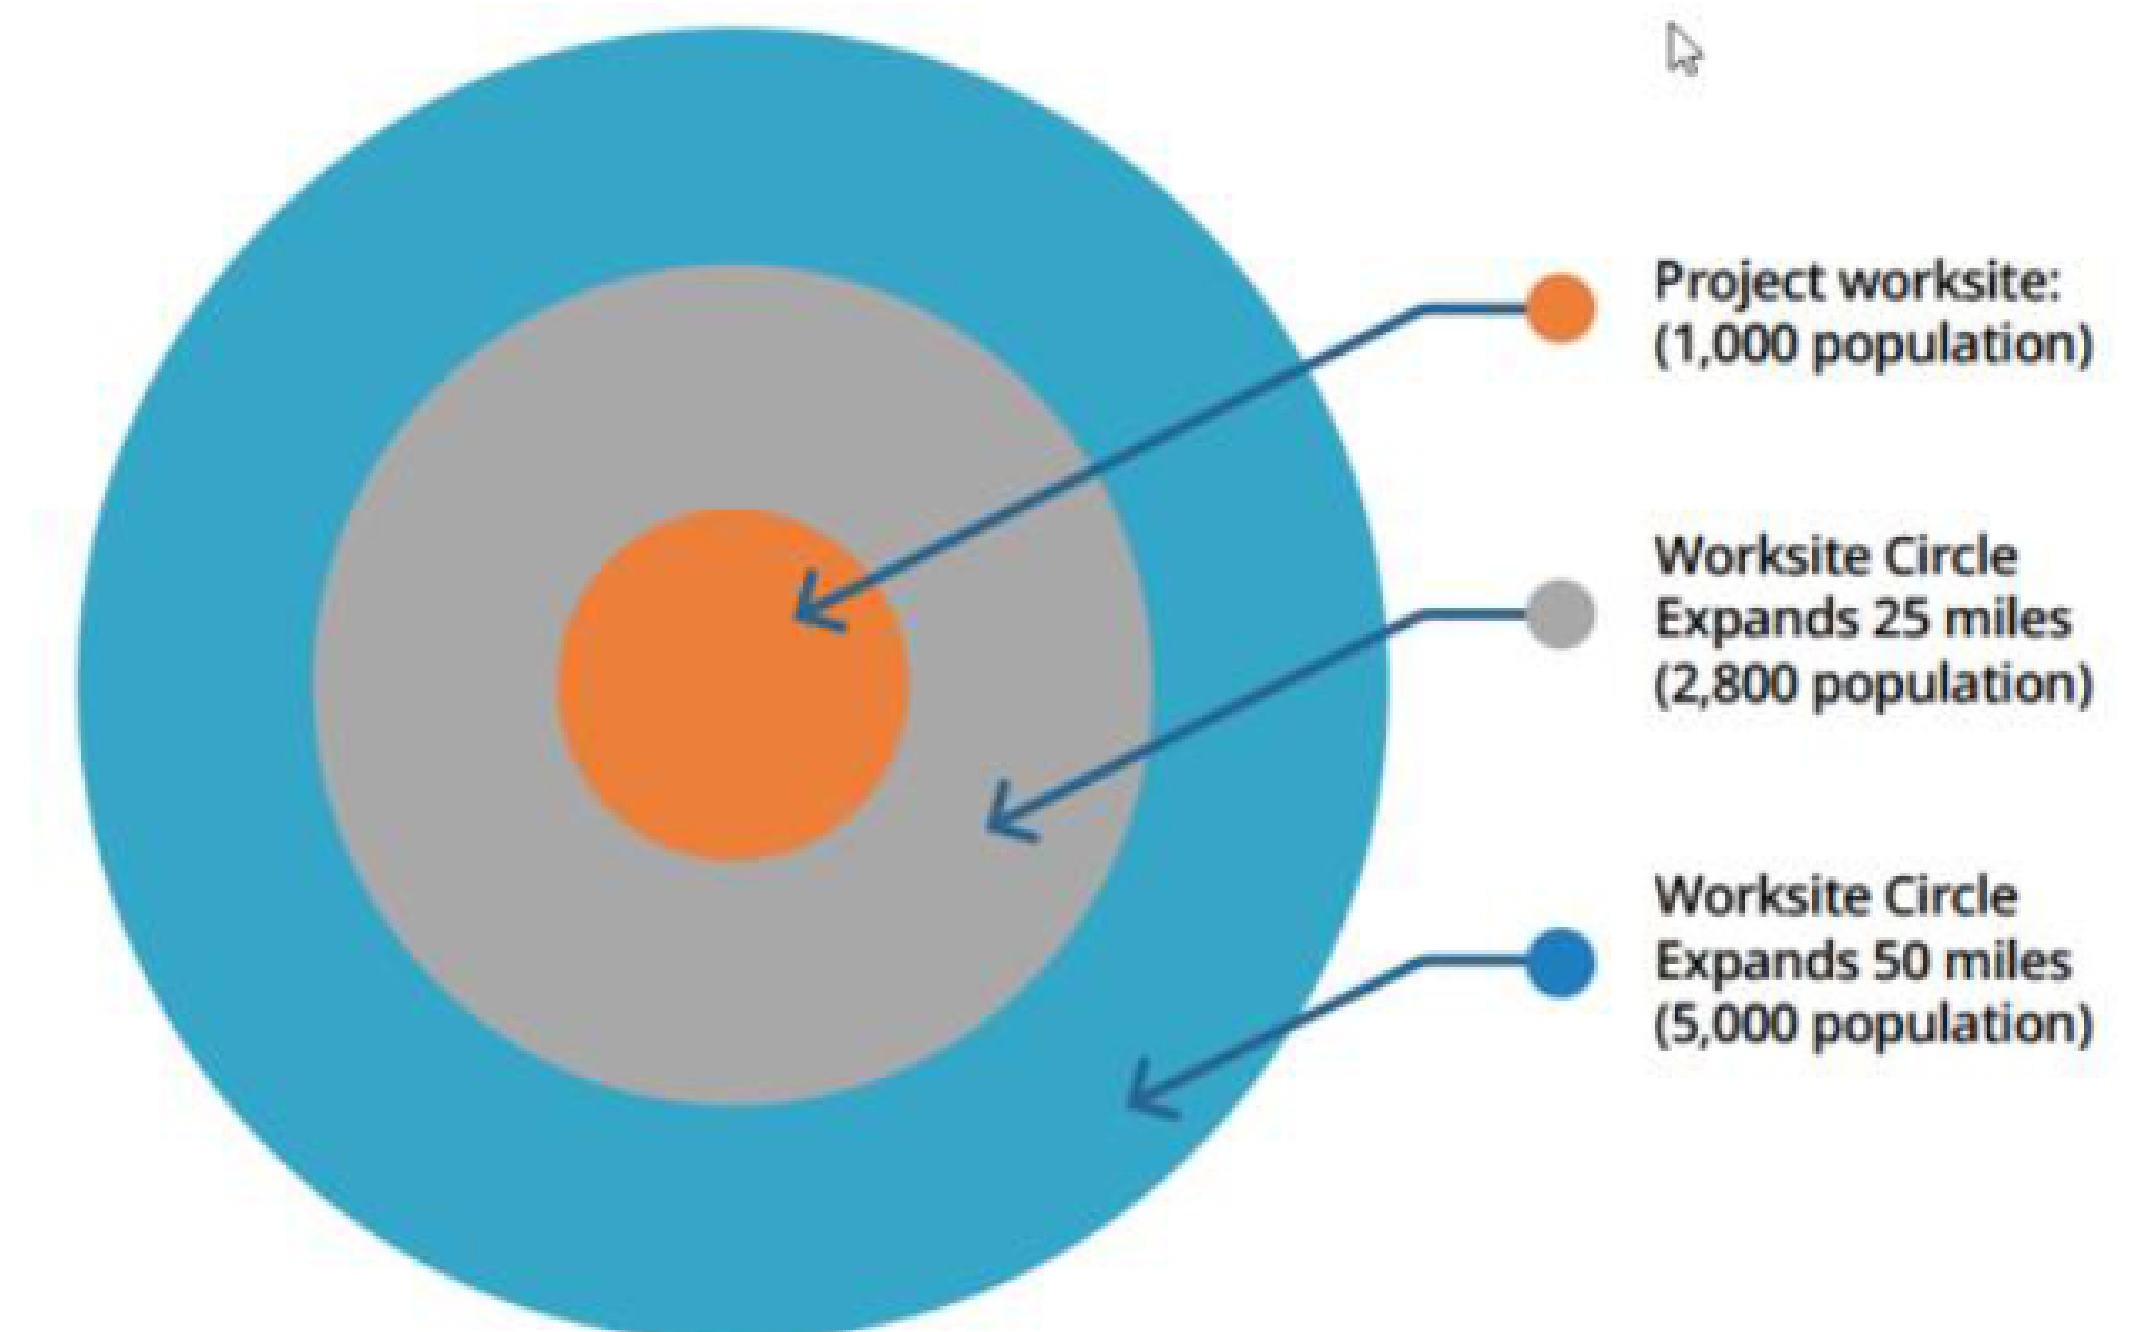 Project worksite:
(1,000 population)
Worksite Circle
Expands 25 miles
(2,800 population)
Worksite Circle
Expands 50 miles
(5,000 population)